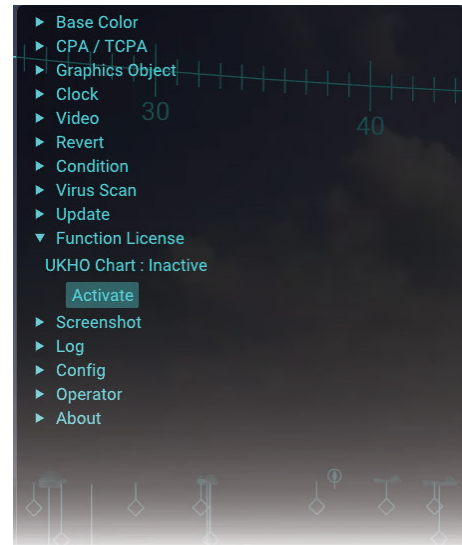 Base Color
CPA / TCPA
Graphics Object
Clock
30
Video
40
Revert
Condition
Virus Scan
Update
Function License
UKHO Chart : Inactive
Activate
Screenshot
Log
Config
Operator
About